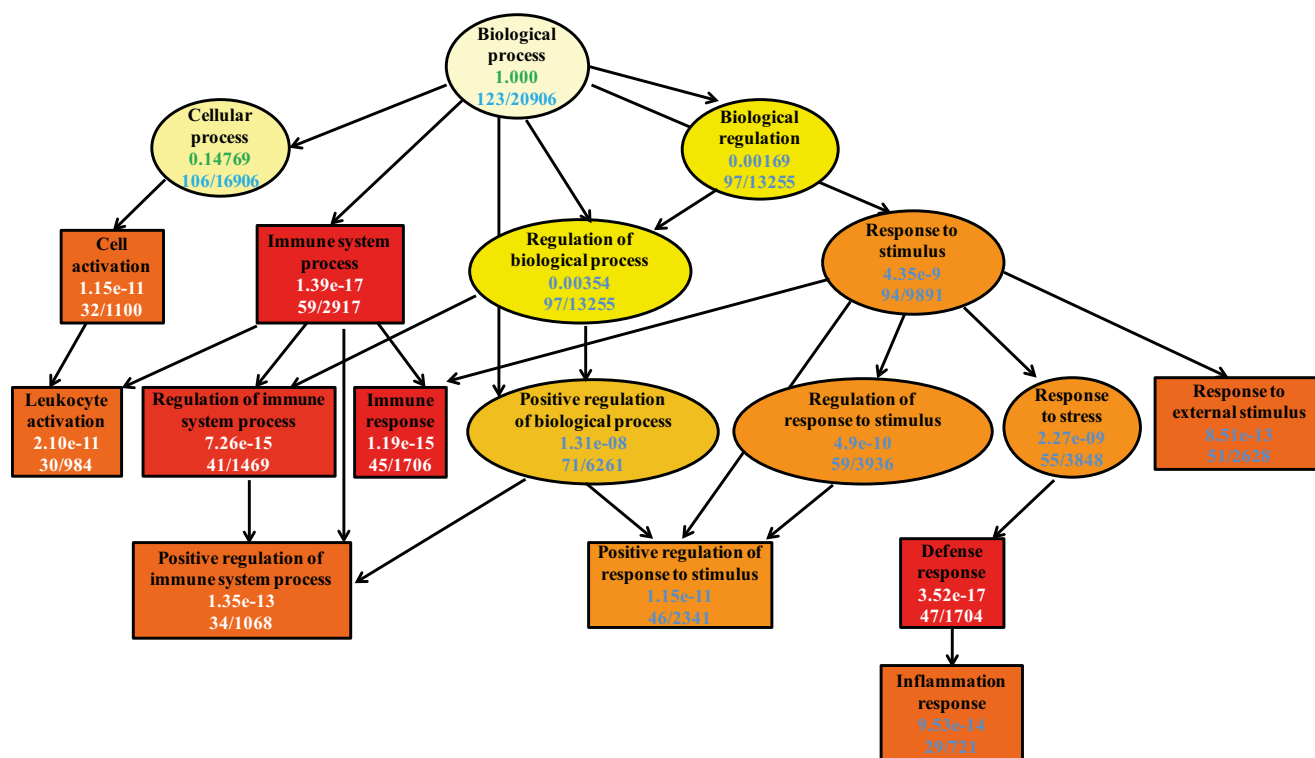 Biological
process
1.000
123/20906
Cellular
process
0.14769
106/16906
Biological
regulation
0.00169
97/13255
Cell
activation
1.15e-11
32/1100
Immune system
process
1.39e-17
59/2917
Regulation of
biological process
0.00354
97/13255
Response to
stimulus
4.35e-9
94/9891
Leukocyte
activation
2.10e-11
30/984
Regulation of immune
system process
7.26e-15
41/1469
Immune
response
1.19e-15
45/1706
Positive regulation
of biological process
1.31e-08
71/6261
Regulation of
response to stimulus
4.9e-10
59/3936
Response
to stress
2.27e-09
55/3848
Response to
external stimulus
8.51e-13
51/2628
Positive regulation of
immune system process
1.35e-13
34/1068
Positive regulation of
response to stimulus
1.15e-11
46/2341
Defense
response
3.52e-17
47/1704
Inflammation
response
9.53e-14
29/721